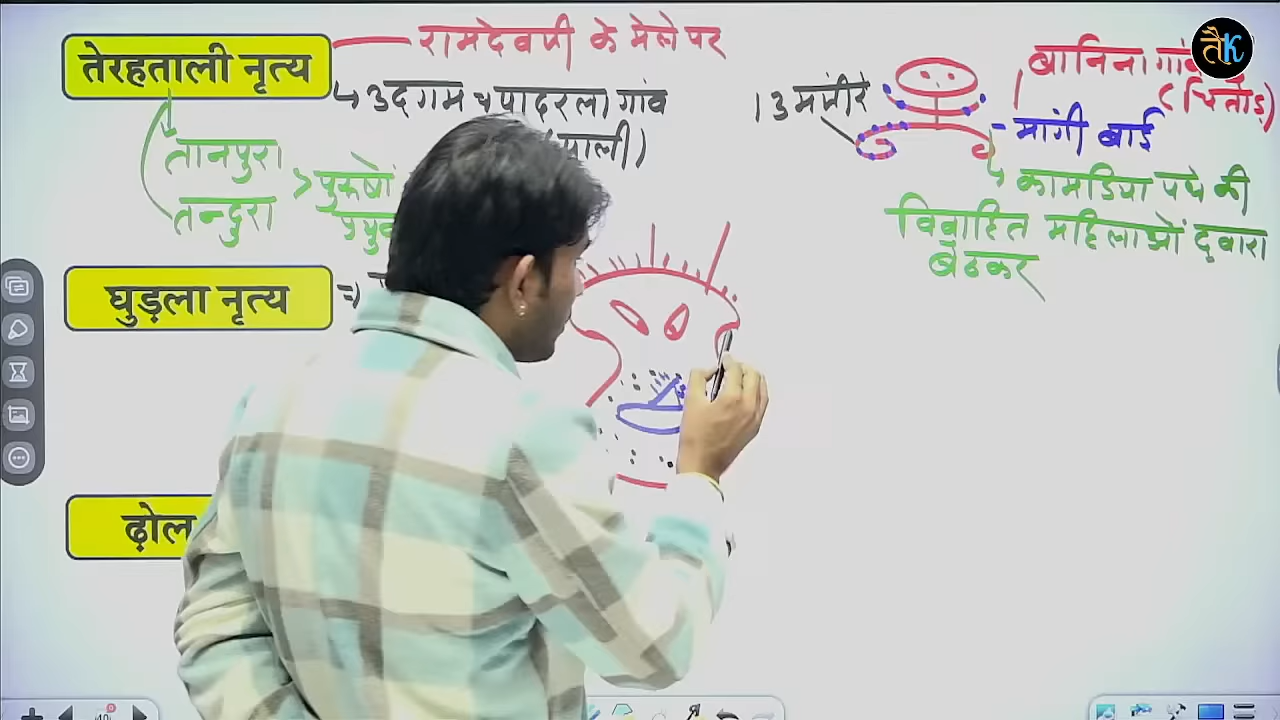 तेरहताली नृत्य
रामदेवजी के मेले पर
उद्गम पादरला गांव
(पाली)
तानपुरा
तन्दुरा
पुरुषों
13 मंजीरे
बानिना गांव
(चितौड़)
मांगी बाई
कामडिया पंथ की
विवाहित महिलाओं द्वारा
बैठकर
घुड़ला नृत्य
ढ़ोल
तैK